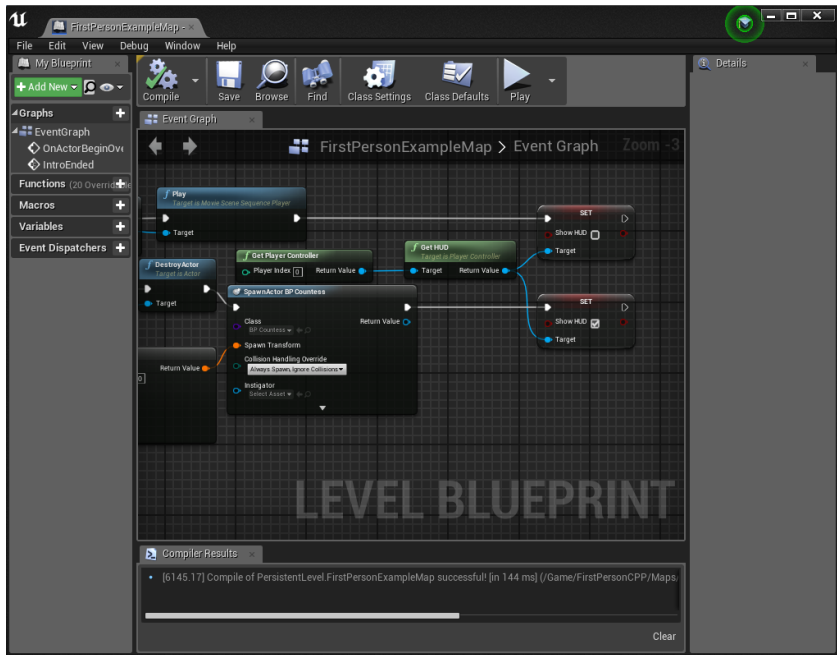 FirstPersonExampleMap -
File Edit View Debug Window Help
My Blueprint
Details
+ Add New
Compile Save Browse Find Class Settings Class Defaults Play
Graphs
Event Graph
EventGraph
OnActorBeginOve
IntroEnded
FirstPersonExampleMap > Event Graph Zoom -3
Functions (20 Overridable
Macros
Variables
Event Dispatchers
f Play
Target is Movie Scene Sequence Player
Target
SET
Show HUD
Target
f Get Player Controller
Player Index 0 Return Value
f Get HUD
Target is Player Controller
Target Return Value
f DestroyActor
Target is Actor
Target
SpawnActor BP Countess
Class
BP Countess
Return Value
Spawn Transform
Collision Handling Override
Always Spawn, Ignore Collisions
Instigator
Select Asset
Return Value
0
SET
Show HUD
Target
LEVEL BLUEPRINT
Compiler Results
[6145.17] Compile of PersistentLevel.FirstPersonExampleMap successful! [in 144 ms] (/Game/FirstPersonCPP/Maps/
Clear